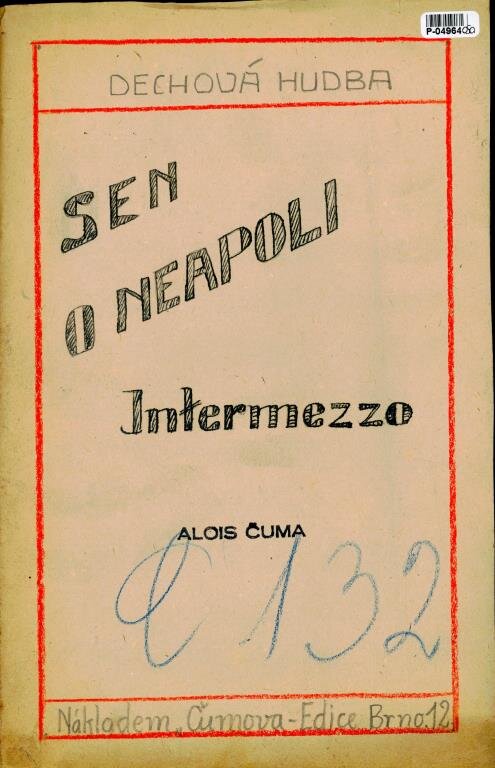 P-04964
DECHOVÁ HUDBA
SEN
O NEAPOLI
Intermezzo
ALOIS ČUMA
132
Nákladem „Čumova-Edice Brno.12